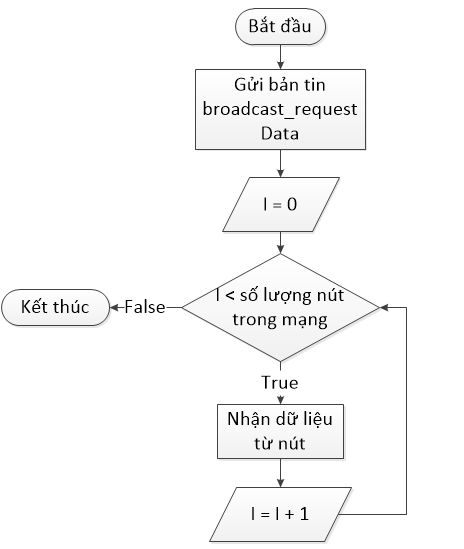 Bắt đầu
Gửi bản tin
broadcast_request
Data
I = 0
I < số lượng nút
trong mạng
False
Kết thúc
True
Nhận dữ liệu
từ nút
I = I + 1